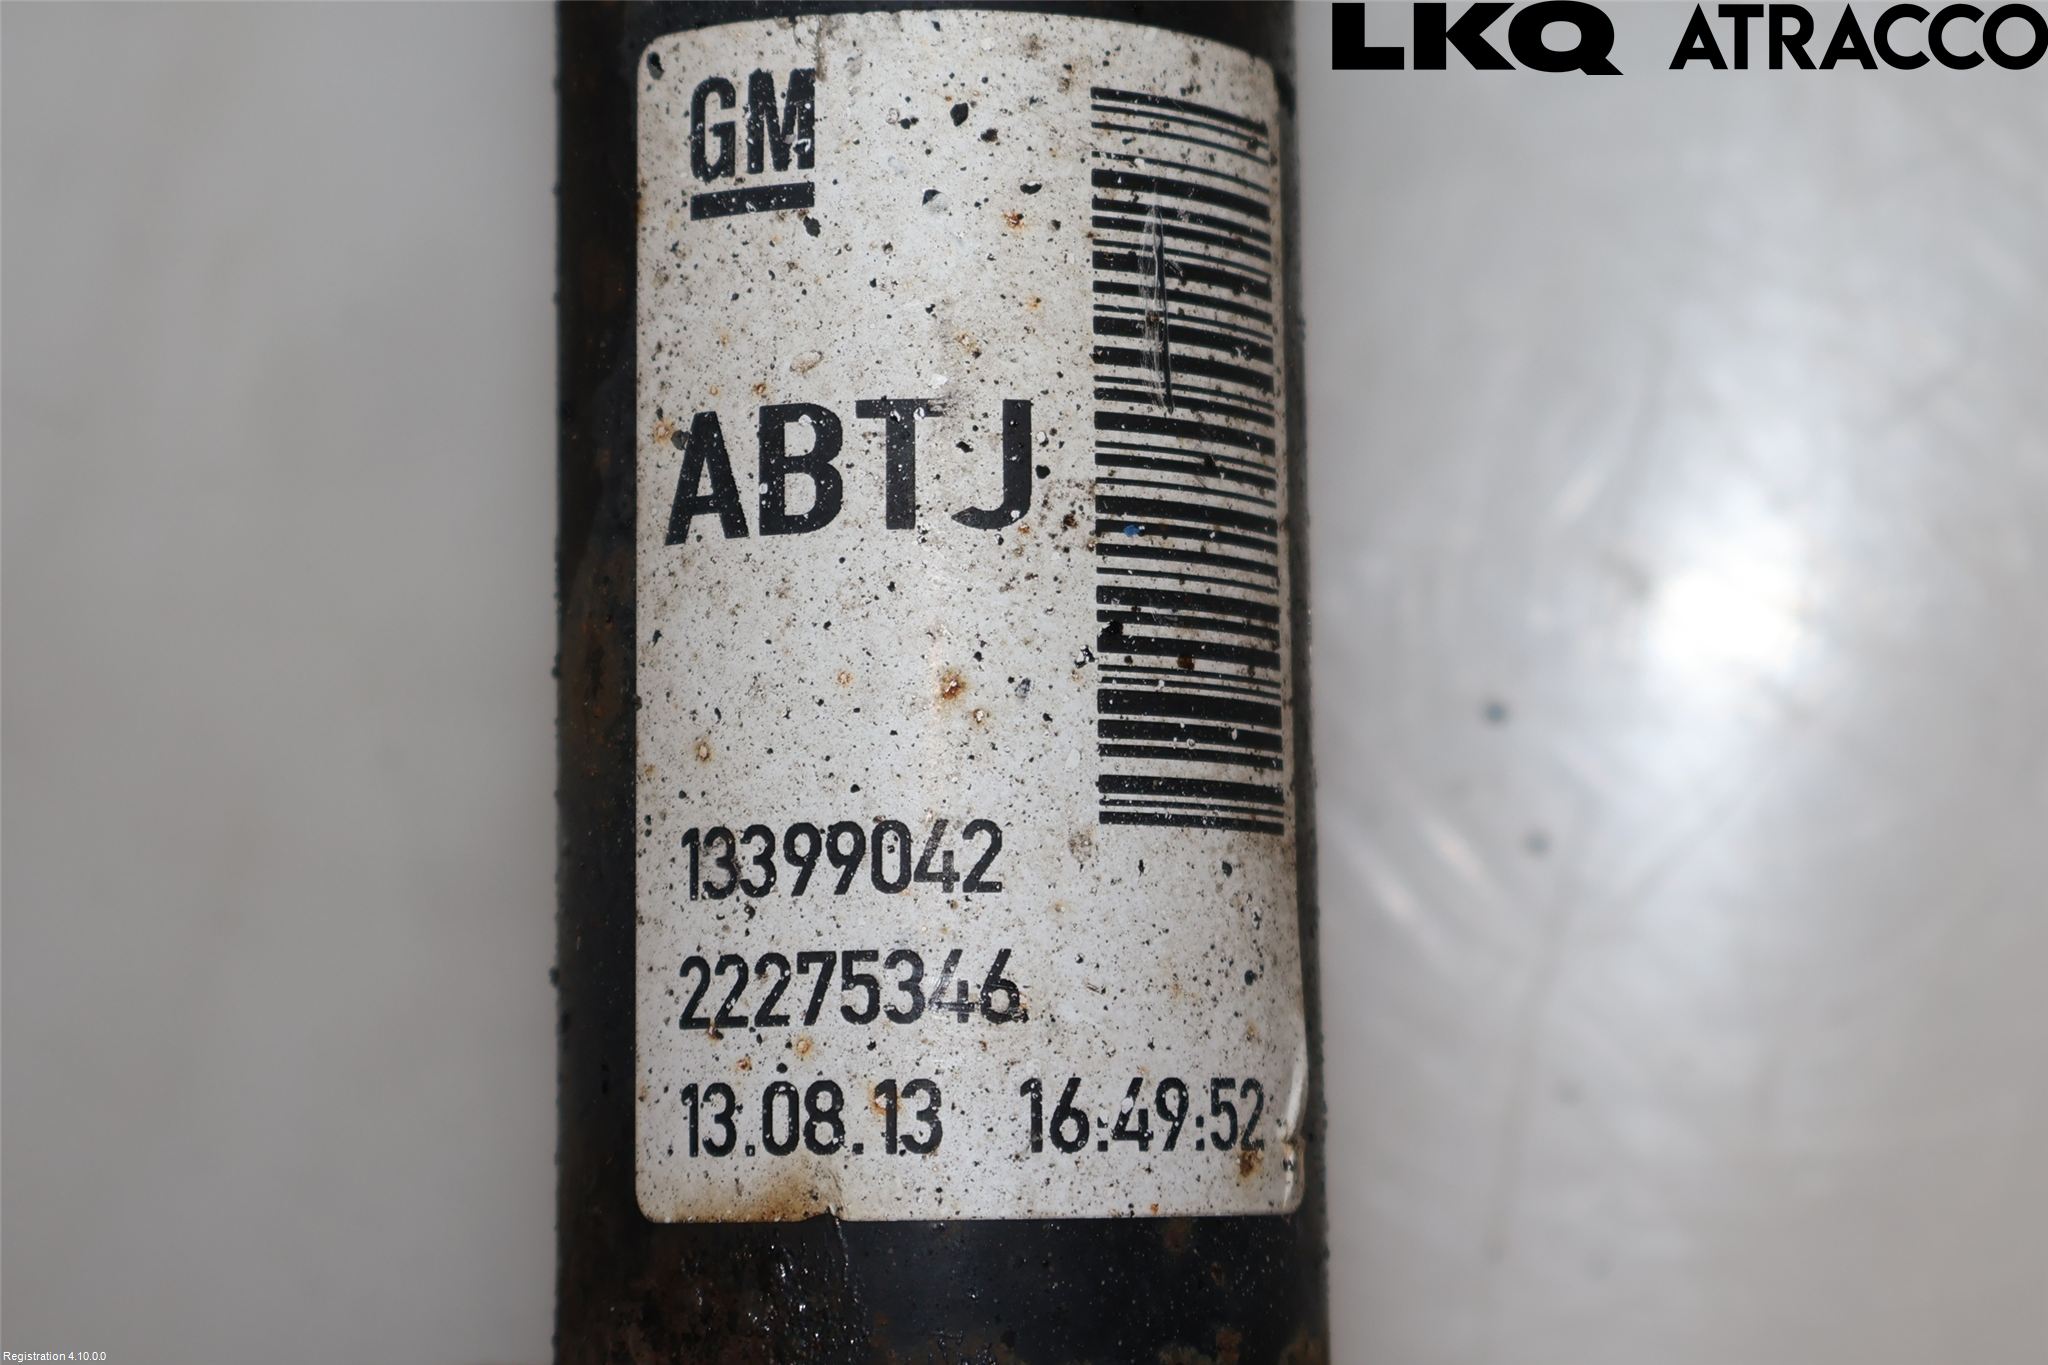 LKQ ATRACCO
GM
ABTJ
13399042
22275346
13.08.13 16:49:52
Registration 4.10.0.0